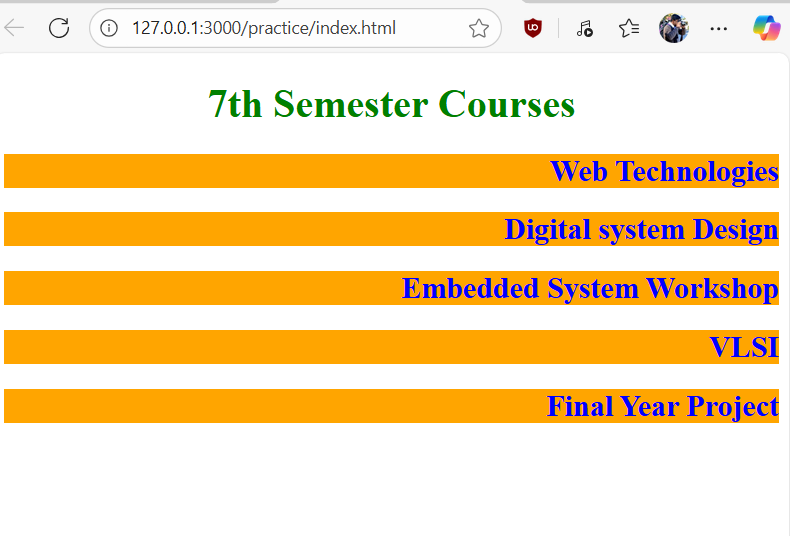 127.0.0.1:3000/practice/index.html
7th Semester Courses
Web Technologies
Digital system Design
Embedded System Workshop
VLSI
Final Year Project